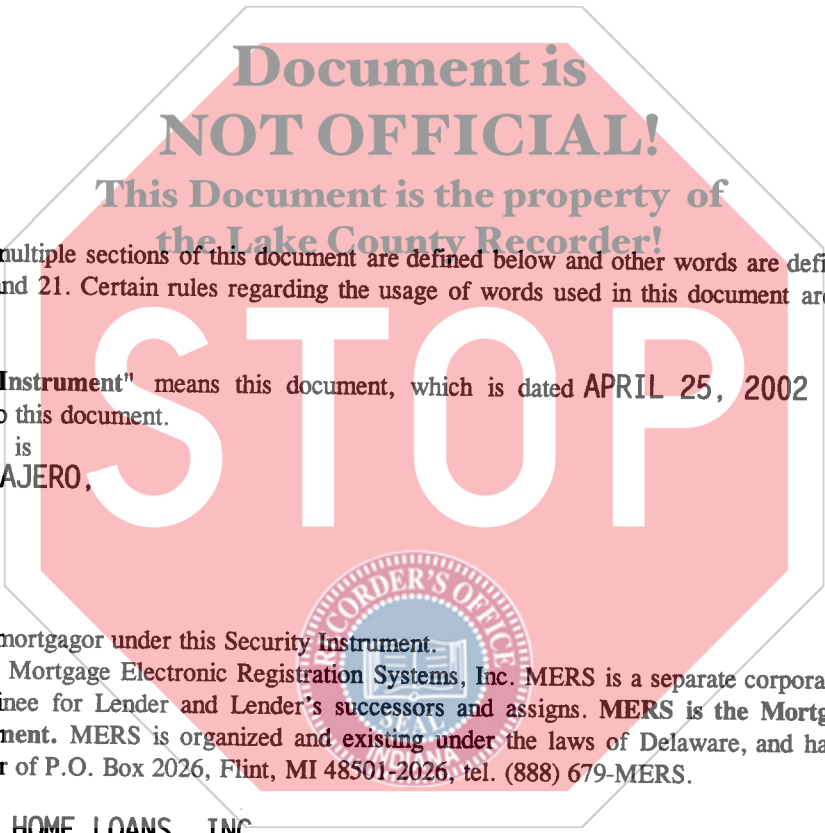 Document is
NOT OFFICIAL!
This Document is the property of
the Lake County Recorder!
multiple sections of this document are defined below and other words are defi
nd 21. Certain rules regarding the usage of words used in this document are
STOP
Instrument" means this document, which is dated APRIL 25, 2002
o this document.
is
AJERO,
RECORDER'S OFFICE
SEAL
INDIANA
mortgagor under this Security Instrument.
Mortgage Electronic Registration Systems, Inc. MERS is a separate corpora
inee for Lender and Lender's successors and assigns. MERS is the Mortg
ment. MERS is organized and existing under the laws of Delaware, and ha
r of P.O. Box 2026, Flint, MI 48501-2026, tel. (888) 679-MERS.
HOME LOANS, INC